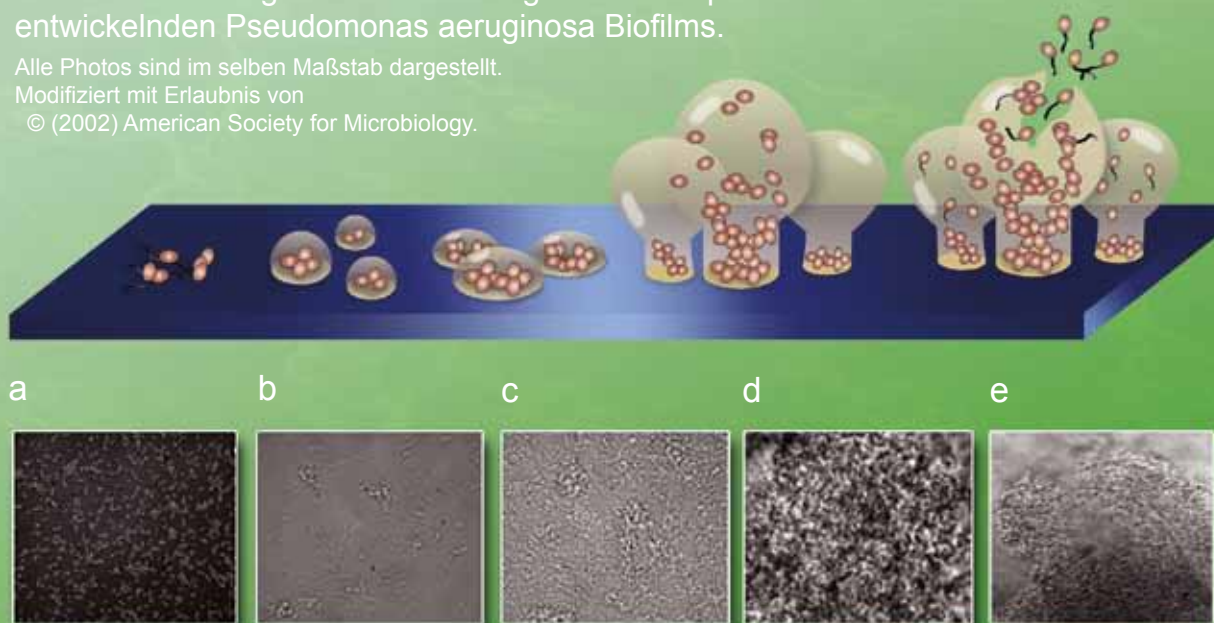 entwickelnden Pseudomonas aeruginosa Biofilms.
Alle Photos sind im selben Maßstab dargestellt.
Modifiziert mit Erlaubnis von
© (2002) American Society for Microbiology.
a b c d e